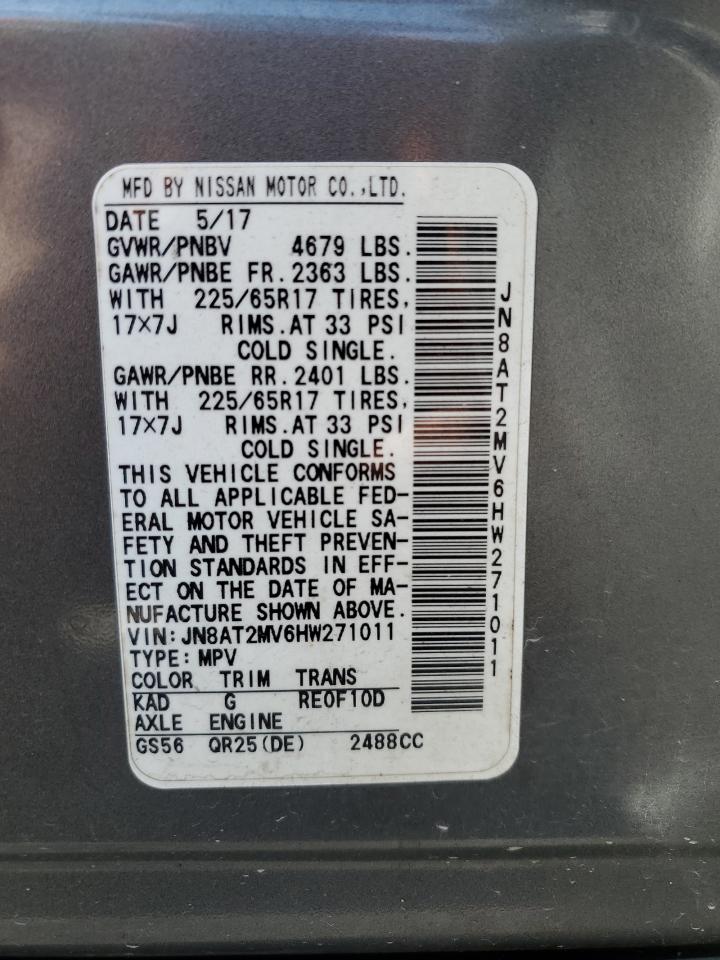 MFD BY NISSAN MOTOR CO.,LTD.
DATE 5/17
GVWR/PNBV 4679 LBS.
GAWR/PNBE FR. 2363 LBS.
WITH 225/65R17 TIRES,
17×7J RIMS. AT 33 PSI
COLD SINGLE.
GAWR/PNBE RR. 2401 LBS.
WITH 225/65R17 TIRES,
17×7J RIMS. AT 33 PSI
COLD SINGLE.
THIS VEHICLE CONFORMS
TO ALL APPLICABLE FED-
ERAL MOTOR VEHICLE SA-
FETY AND THEFT PREVEN-
TION STANDARDS IN EFF-
ECT ON THE DATE OF MA-
NUFACTURE SHOWN ABOVE.
VIN:JN8AT2MV6HW271011
TYPE:MPV
COLOR TRIM TRANS
KAD G RE0F10D
AXLE ENGINE
GS56 QR25(DE) 2488CC
JN8AT2MV6HW271011